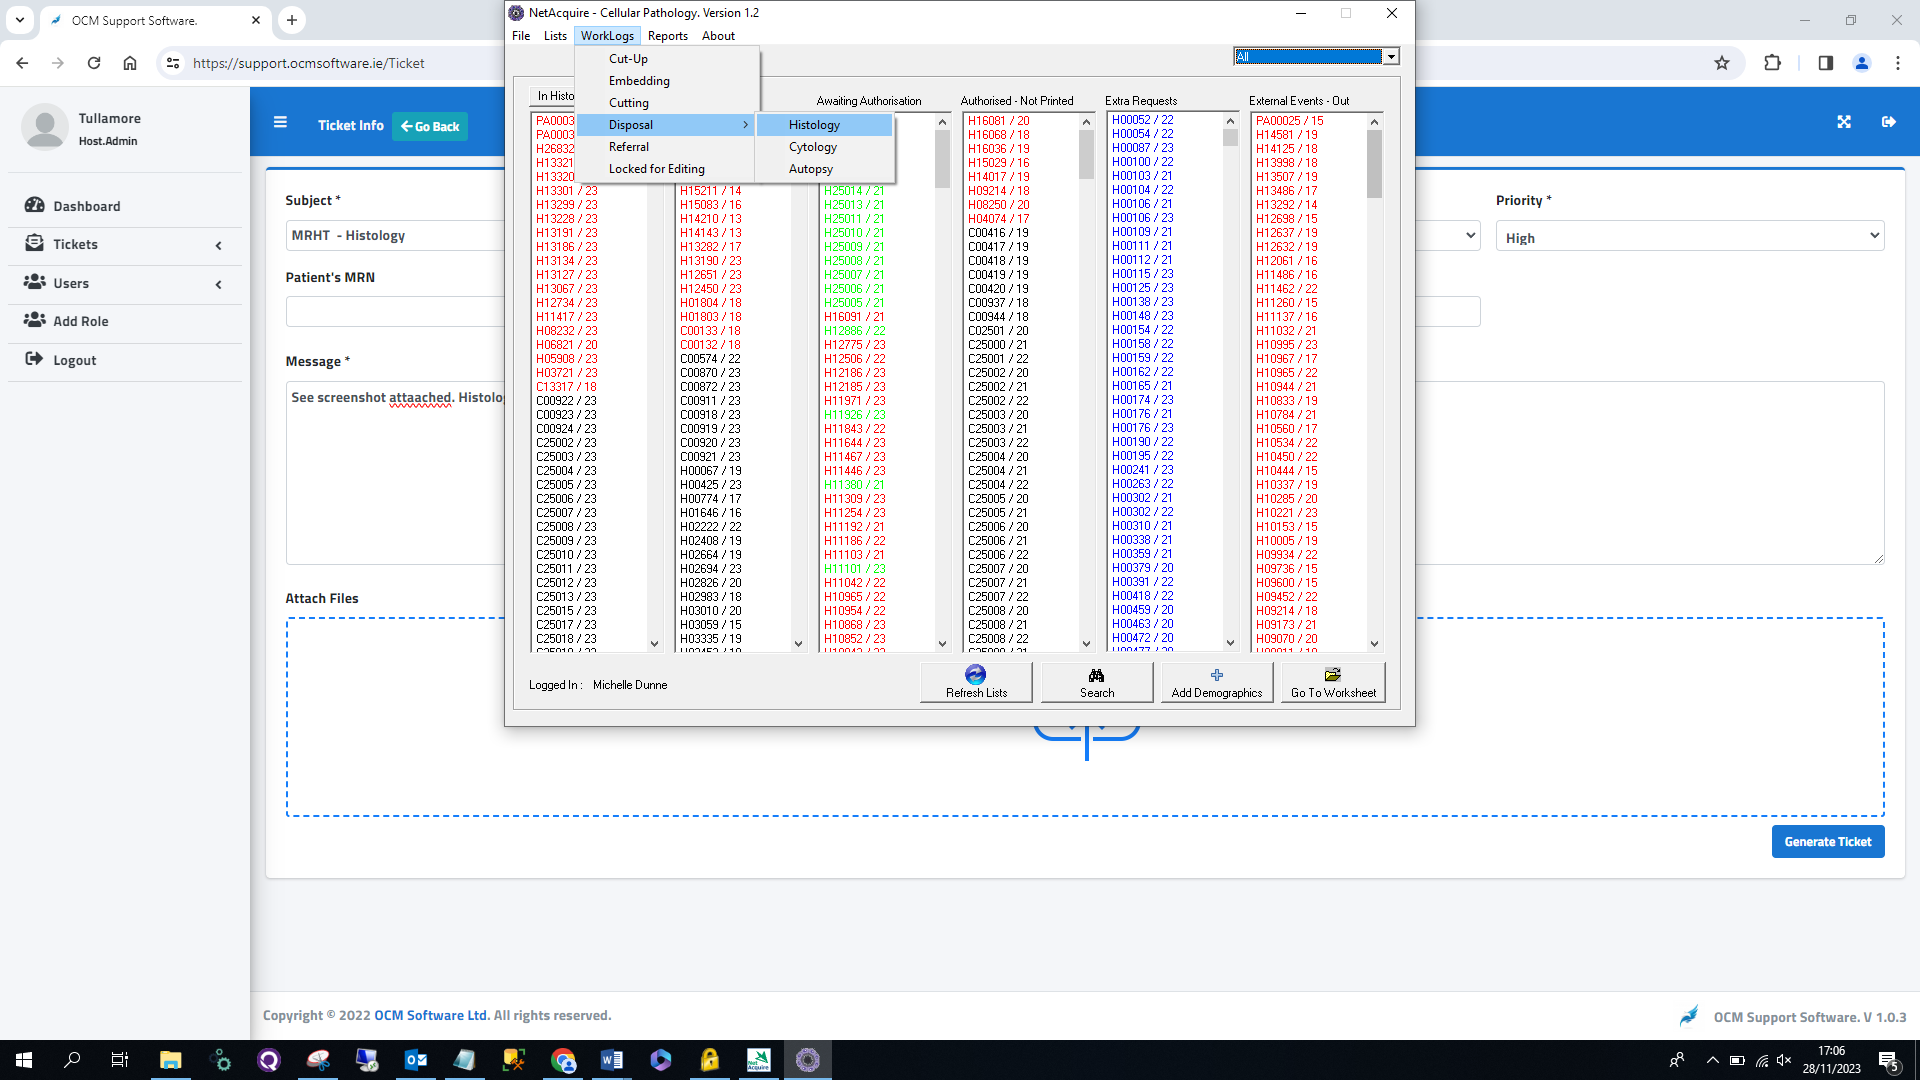 OCM Support Software.
https://support.ocmsoftware.ie/Ticket
Tullamore
Host.Admin
Dashboard
Tickets
Users
Add Role
Logout
Ticket Info
Go Back
Subject *
MRHT - Histology
Patient's MRN
Message *
See screenshot attaached. Histolo
Attach Files
Priority *
High
Generate Ticket
Copyright © 2022 OCM Software Ltd. All rights reserved.
OCM Support Software. V 1.0.3
NetAcquire - Cellular Pathology. Version 1.2
File Lists WorkLogs Reports About
Cut-Up
Embedding
Cutting
Disposal
Referral
Locked for Editing
Histology
Cytology
Autopsy
All
In Histo
PA0003
PA0003
H26832
H13321
H13320
H13301 / 23
H13299 / 23
H13228 / 23
H13191 / 23
H13186 / 23
H13134 / 23
H13127 / 23
H13067 / 23
H12734 / 23
H11417 / 23
H08232 / 23
H06821 / 20
H05908 / 23
H03721 / 23
C13317 / 18
C00922 / 23
C00923 / 23
C00924 / 23
C25002 / 23
C25003 / 23
C25004 / 23
C25005 / 23
C25006 / 23
C25007 / 23
C25008 / 23
C25009 / 23
C25010 / 23
C25011 / 23
C25012 / 23
C25013 / 23
C25015 / 23
C25017 / 23
C25018 / 23
H15211 / 14
H15083 / 16
H14210 / 13
H14143 / 13
H13282 / 17
H13190 / 23
H12651 / 23
H12450 / 23
H01804 / 18
H01803 / 18
C00133 / 18
C00132 / 18
C00574 / 22
C00870 / 23
C00872 / 23
C00911 / 23
C00918 / 23
C00919 / 23
C00920 / 23
C00921 / 23
H00067 / 19
H00425 / 23
H00774 / 17
H01646 / 16
H02222 / 22
H02408 / 19
H02664 / 19
H02694 / 23
H02826 / 20
H02983 / 18
H03010 / 20
H03059 / 15
H03335 / 19
Awaiting Authorisation
H25014 / 21
H25013 / 21
H25011 / 21
H25010 / 21
H25009 / 21
H25008 / 21
H25007 / 21
H25006 / 21
H25005 / 21
H16091 / 21
H12886 / 22
H12775 / 23
H12506 / 22
H12186 / 23
H12185 / 23
H11971 / 23
H11926 / 23
H11843 / 22
H11644 / 23
H11467 / 23
H11446 / 23
H11380 / 21
H11309 / 23
H11254 / 23
H11192 / 21
H11186 / 22
H11103 / 21
H11101 / 23
H11042 / 22
H10965 / 22
H10954 / 22
H10868 / 23
H10852 / 23
Authorised - Not Printed
H16081 / 20
H16068 / 18
H16036 / 19
H15029 / 16
H14017 / 19
H09214 / 18
H08250 / 20
H04074 / 17
C00416 / 19
C00417 / 19
C00418 / 19
C00419 / 19
C00420 / 19
C00937 / 18
C00944 / 18
C02501 / 20
C25000 / 21
C25001 / 22
C25002 / 20
C25002 / 21
C25002 / 22
C25003 / 20
C25003 / 21
C25003 / 22
C25004 / 20
C25004 / 21
C25004 / 22
C25005 / 20
C25005 / 21
C25006 / 20
C25006 / 21
C25006 / 22
C25007 / 20
C25007 / 21
C25007 / 22
C25008 / 20
C25008 / 21
C25008 / 22
Extra Requests
H00052 / 22
H00054 / 22
H00087 / 23
H00100 / 22
H00103 / 21
H00104 / 22
H00106 / 21
H00106 / 23
H00109 / 21
H00111 / 21
H00112 / 21
H00115 / 23
H00125 / 23
H00138 / 23
H00148 / 23
H00154 / 22
H00158 / 22
H00159 / 22
H00162 / 22
H00165 / 21
H00174 / 23
H00176 / 21
H00176 / 23
H00190 / 22
H00195 / 22
H00241 / 23
H00263 / 22
H00302 / 21
H00302 / 22
H00310 / 21
H00338 / 21
H00359 / 21
H00379 / 20
H00391 / 22
H00418 / 22
H00459 / 20
H00463 / 20
H00472 / 20
H00477 / 20
External Events - Out
PA00025 / 15
H14581 / 19
H14125 / 18
H13998 / 18
H13507 / 19
H13486 / 17
H13292 / 14
H12698 / 15
H12637 / 19
H12632 / 19
H12061 / 16
H11486 / 16
H11462 / 22
H11260 / 15
H11137 / 16
H11032 / 21
H10995 / 23
H10967 / 17
H10965 / 22
H10944 / 21
H10833 / 19
H10784 / 21
H10560 / 17
H10534 / 22
H10450 / 22
H10444 / 15
H10337 / 19
H10285 / 20
H10221 / 23
H10153 / 15
H10005 / 19
H09934 / 22
H09736 / 15
H09600 / 15
H09452 / 22
H09214 / 18
H09173 / 21
H09070 / 20
Logged In : Michelle Dunne
Refresh Lists
Search
Add Demographics
Go To Worksheet
17:06
28/11/2023
5